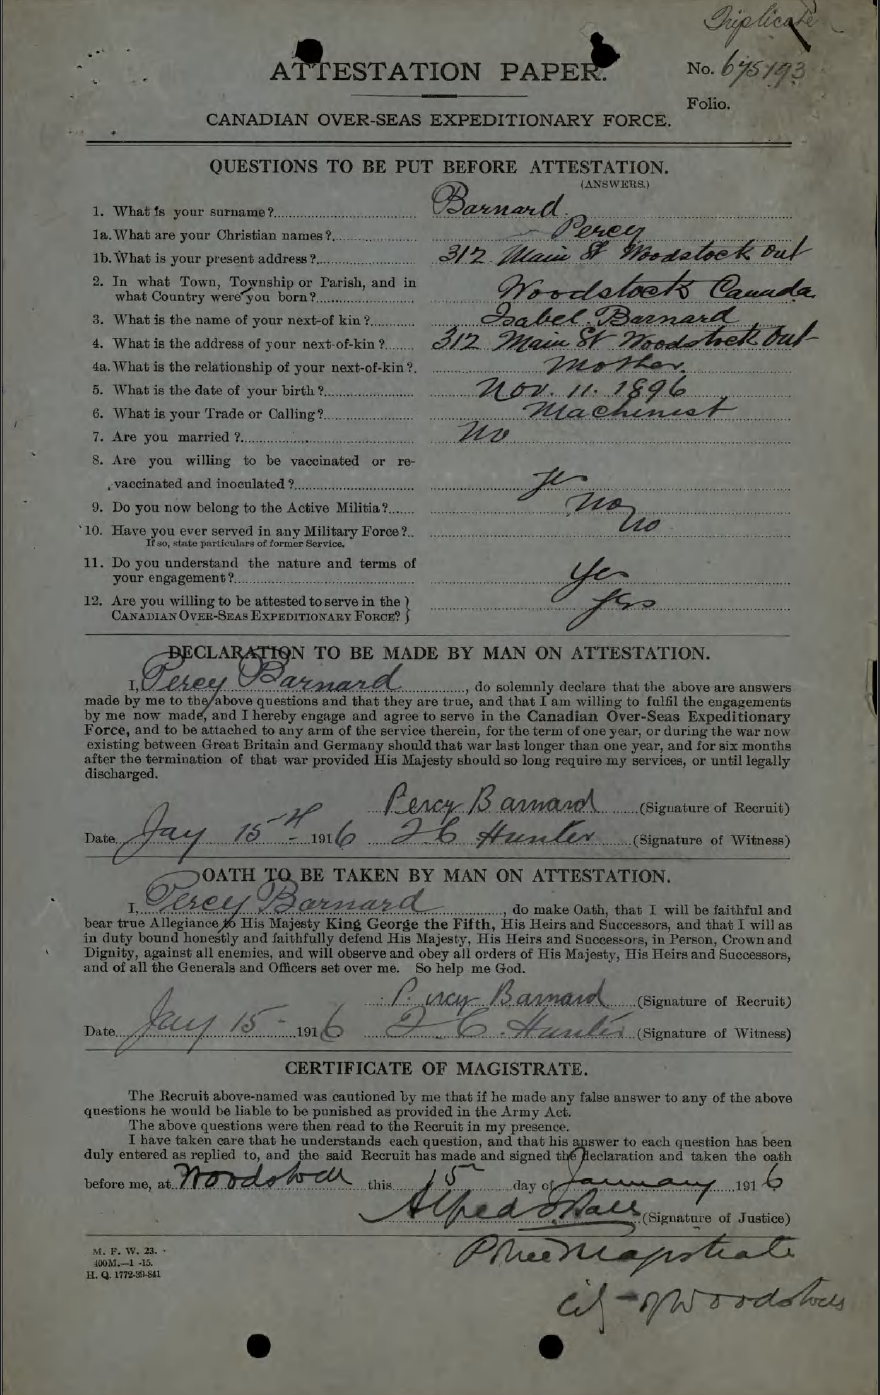 Triplicate
ATTESTATION PAPER. No. 675193
Folio.
CANADIAN OVER-SEAS EXPEDITIONARY FORCE.
QUESTIONS TO BE PUT BEFORE ATTESTATION.
(ANSWERS.)
1. What is your surname? Barnard
1a. What are your Christian names? Percy
1b. What is your present address? 312 Main St Woodstock Ont
2. In what Town, Township or Parish, and in
what Country were you born? Woodstock Canada
3. What is the name of your next-of kin? Isabel Barnard
4. What is the address of your next-of-kin? 312 Main St Woodstock Ont
4a. What is the relationship of your next-of-kin? Mother
5. What is the date of your birth? Nov. 11. 1896
6. What is your Trade or Calling? Machinist
7. Are you married? No
8. Are you willing to be vaccinated or re-
vaccinated and inoculated? Yes
9. Do you now belong to the Active Militia? No
10. Have you ever served in any Military Force? No
If so, state particulars of former Service.
11. Do you understand the nature and terms of
your engagement? Yes
12. Are you willing to be attested to serve in the } Yes
CANADIAN OVER-SEAS EXPEDITIONARY FORCE? }
DECLARATION TO BE MADE BY MAN ON ATTESTATION.
I, Percy Barnard, do solemnly declare that the above are answers
made by me to the above questions and that they are true, and that I am willing to fulfil the engagements
by me now made, and I hereby engage and agree to serve in the Canadian Over-Seas Expeditionary
Force, and to be attached to any arm of the service therein, for the term of one year, or during the war now
existing between Great Britain and Germany should that war last longer than one year, and for six months
after the termination of that war provided His Majesty should so long require my services, or until legally
discharged.
Percy Barnard (Signature of Recruit)
Date Jay 15th 1916 F C Hunter (Signature of Witness)
OATH TO BE TAKEN BY MAN ON ATTESTATION.
I, Percy Barnard, do make Oath, that I will be faithful and
bear true Allegiance to His Majesty King George the Fifth, His Heirs and Successors, and that I will as
in duty bound honestly and faithfully defend His Majesty, His Heirs and Successors, in Person, Crown and
Dignity, against all enemies, and will observe and obey all orders of His Majesty, His Heirs and Successors,
and of all the Generals and Officers set over me. So help me God.
Percy Barnard (Signature of Recruit)
Date Jay 15 - 1916 F C Hunter (Signature of Witness)
CERTIFICATE OF MAGISTRATE.
The Recruit above-named was cautioned by me that if he made any false answer to any of the above
questions he would be liable to be punished as provided in the Army Act.
The above questions were then read to the Recruit in my presence.
I have taken care that he understands each question, and that his answer to each question has been
duly entered as replied to, and the said Recruit has made and signed the declaration and taken the oath
before me, at Woodstock this 15 day of January 1916
Alfred Ball (Signature of Justice)
Police Magistrate
City of Woodstock
M. F. W. 23.
400M.—1 -15.
H. Q. 1772-39-841